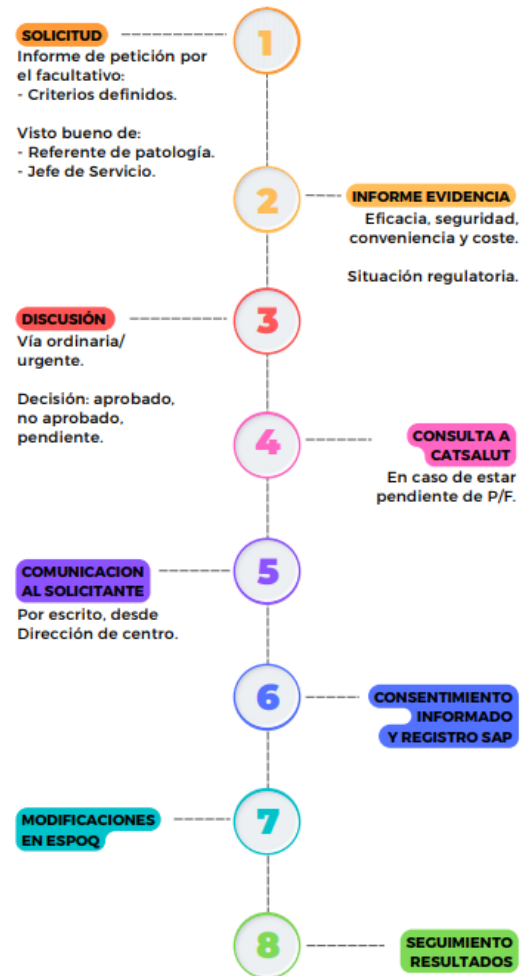 1
SOLICITUD
Informe de petición por
el facultativo:
- Criterios definidos.
Visto bueno de:
- Referente de patología.
- Jefe de Servicio.
2
INFORME EVIDENCIA
Eficacia, seguridad,
conveniencia y coste.
Situación regulatoria.
3
DISCUSIÓN
Vía ordinaria/
urgente.
Decisión: aprobado,
no aprobado,
pendiente.
4
CONSULTA A
CATSALUT
En caso de estar
pendiente de P/F.
5
COMUNICACION
AL SOLICITANTE
Por escrito, desde
Dirección de centro.
6
CONSENTIMIENTO
INFORMADO
Y REGISTRO SAP
7
MODIFICACIONES
EN ESPOQ
8
SEGUIMIENTO
RESULTADOS